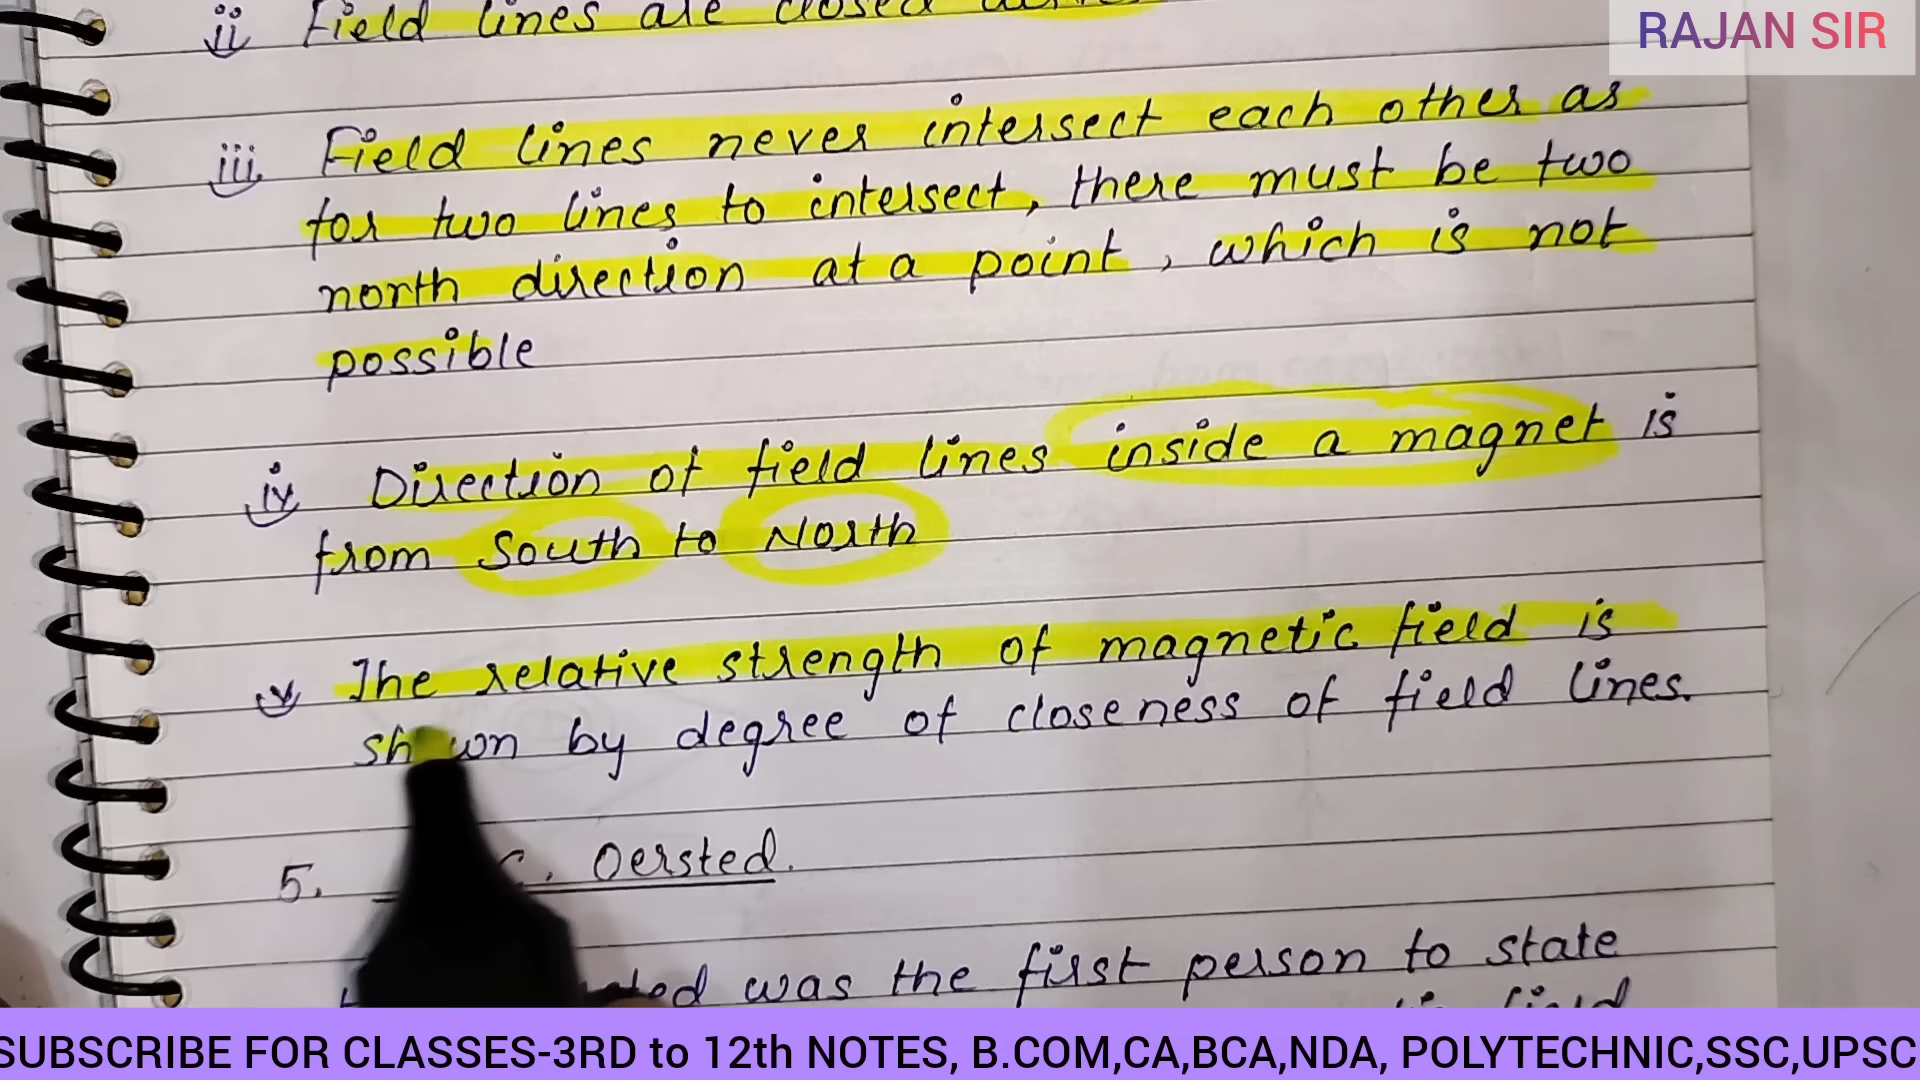 RAJAN SIR
ii Field lines are closed
iii Field lines never intersect each other as
for two lines to intersect, there must be two
north direction at a point, which is not
possible
iv Direction of field lines inside a magnet is
from South to North
v The relative strength of magnetic field is
shown by degree of closeness of field lines.
5. C. Oersted.
was the first person to state
field
SUBSCRIBE FOR CLASSES-3RD to 12th NOTES, B.COM,CA,BCA,NDA, POLYTECHNIC,SSC,UPSC